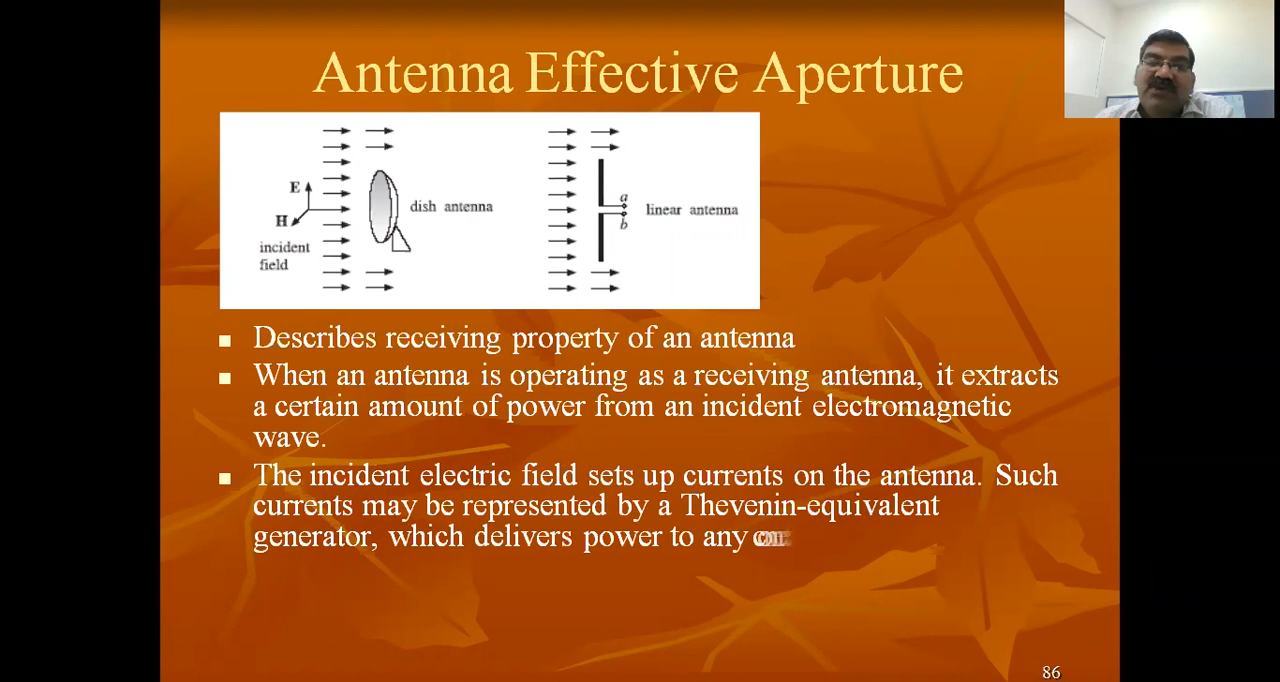 Antenna Effective Aperture
E
H
incident
field
dish antenna
a
b
linear antenna
Describes receiving property of an antenna
When an antenna is operating as a receiving antenna, it extracts
a certain amount of power from an incident electromagnetic
wave.
The incident electric field sets up currents on the antenna. Such
currents may be represented by a Thevenin-equivalent
generator, which delivers power to any
86